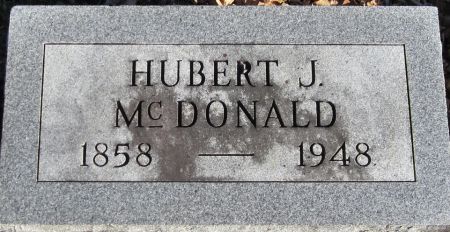 HUBERT J.
McDONALD
1858 — 1948